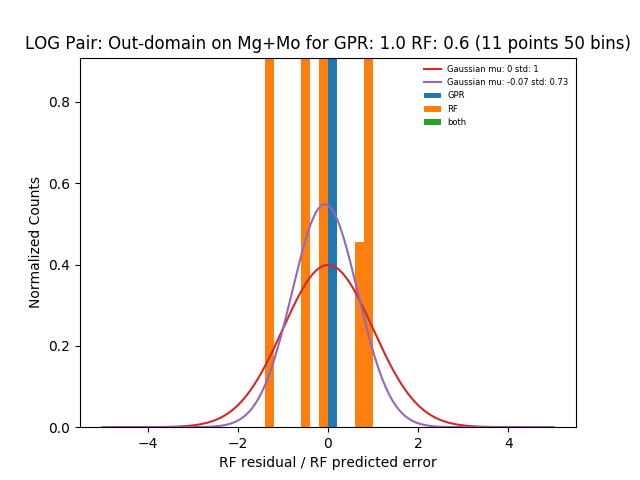 LOG Pair: Out-domain on Mg+Mo for GPR: 1.0 RF: 0.6 (11 points 50 bins)
Gaussian mu: 0 std: 1
Gaussian mu: -0.07 std: 0.73
GPR
RF
both
Normalized Counts
0.8
0.6
0.4
0.2
0.0
−4 −2 0 2 4
RF residual / RF predicted error